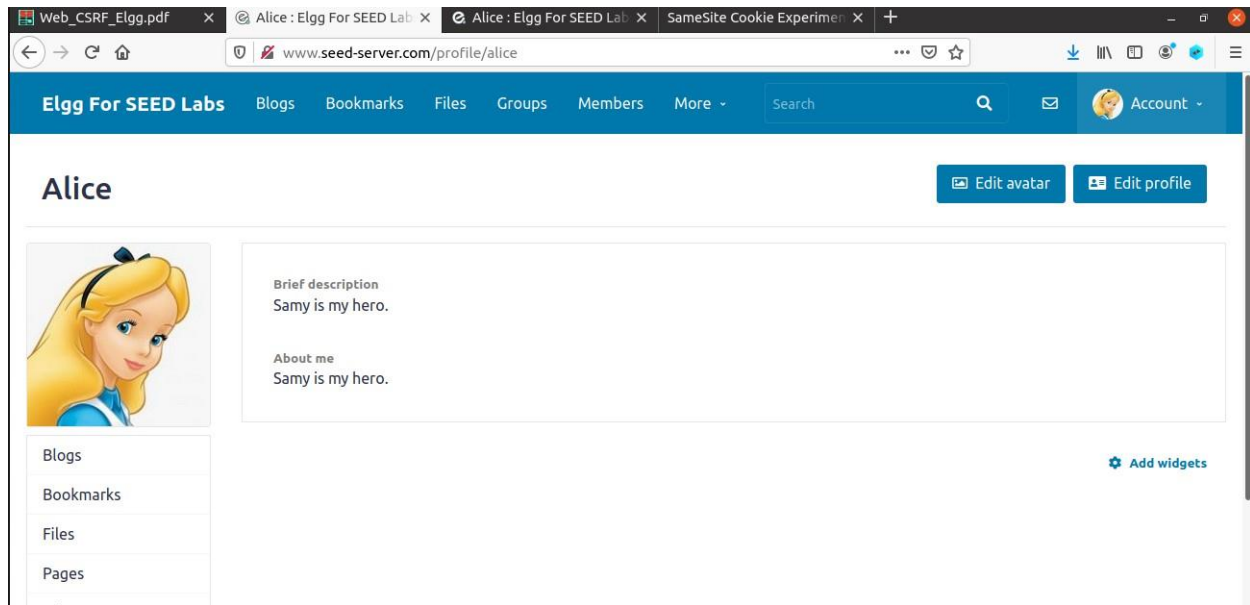 Web_CSRF_Elgg.pdf
Alice : Elgg For SEED Lab
Alice : Elgg For SEED Lab
SameSite Cookie Experimen
www.seed-server.com/profile/alice
Elgg For SEED Labs Blogs Bookmarks Files Groups Members More Search Account
Alice
Edit avatar Edit profile
Brief description
Samy is my hero.
About me
Samy is my hero.
Blogs
Add widgets
Bookmarks
Files
Pages